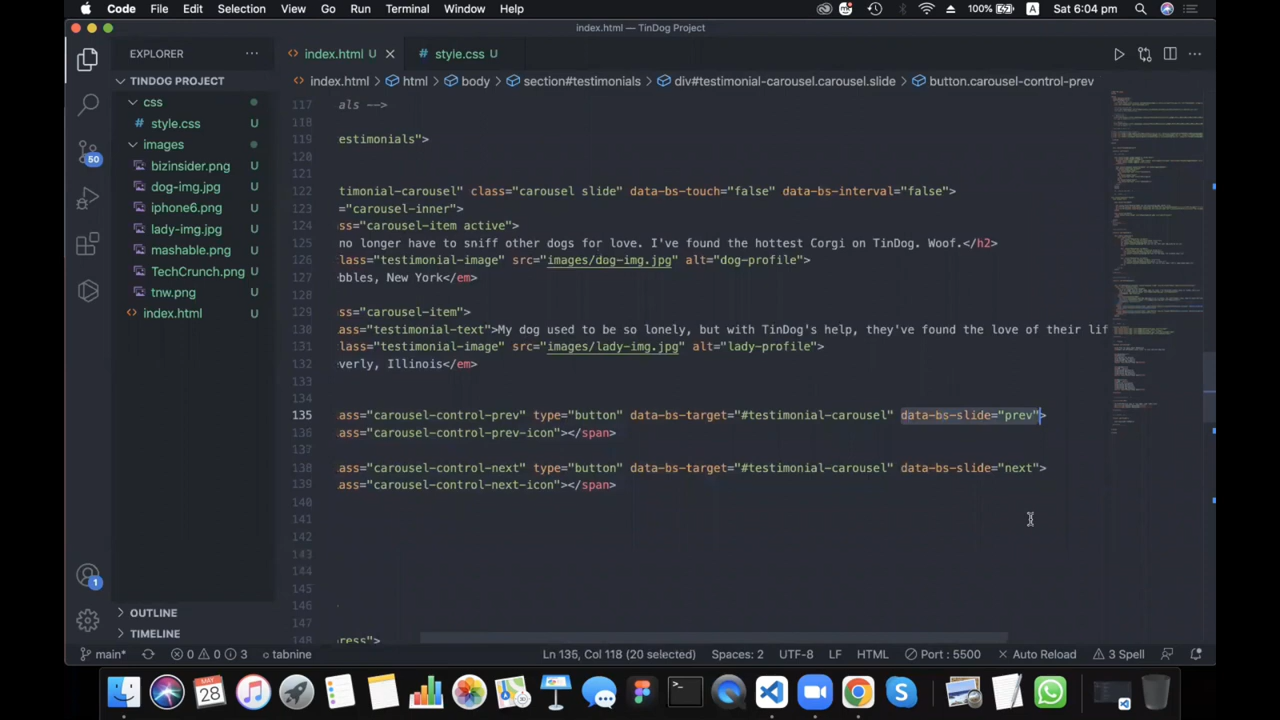 Code File Edit Selection View Go Run Terminal Window Help 100% A Sat 6:04 pm
index.html — TinDog Project
EXPLORER ··· index.html U style.css U
TINDOG PROJECT
index.html > html > body > section#testimonials > div#testimonial-carousel.carousel.slide > button.carousel-control-prev
css
style.css U
images
bizinsider.png U
dog-img.jpg U
iphone6.png U
lady-img.jpg U
mashable.png U
TechCrunch.png U
tnw.png U
index.html U
50
1
OUTLINE
TIMELINE
117 als -->
118
119 estimonials">
120
121
122 timonial-carousel" class="carousel slide" data-bs-touch="false" data-bs-interval="false">
123 ="carousel-inner">
124 ss="carousel-item active">
125 no longer have to sniff other dogs for love. I've found the hottest Corgi on TinDog. Woof.</h2>
126 lass="testimonial-image" src="images/dog-img.jpg" alt="dog-profile">
127 bbles, New York</em>
128
129 ss="carousel-item">
130 ass="testimonial-text">My dog used to be so lonely, but with TinDog's help, they've found the love of their lif
131 lass="testimonial-image" src="images/lady-img.jpg" alt="lady-profile">
132 verly, Illinois</em>
133
134
135 ass="carousel-control-prev" type="button" data-bs-target="#testimonial-carousel" data-bs-slide="prev">
136 ass="carousel-control-prev-icon"></span>
137
138 ass="carousel-control-next" type="button" data-bs-target="#testimonial-carousel" data-bs-slide="next">
139 ass="carousel-control-next-icon"></span>
140
141
142
143
144
145
146
147
148 ress">
main* 0 0 3 tabnine Ln 135, Col 118 (20 selected) Spaces: 2 UTF-8 LF HTML Port : 5500 Auto Reload 3 Spell
MAY
28